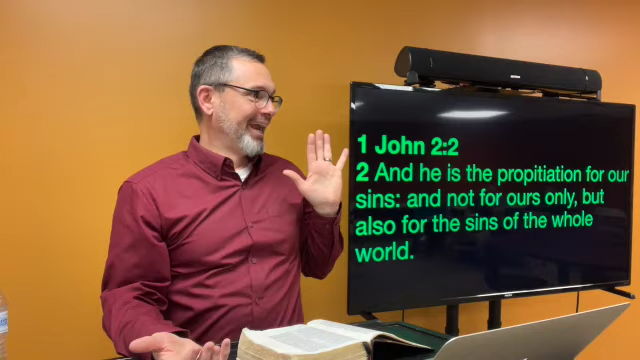 1 John 2:2
2 And he is the propitiation for our
sins: and not for ours only, but
also for the sins of the whole
world.